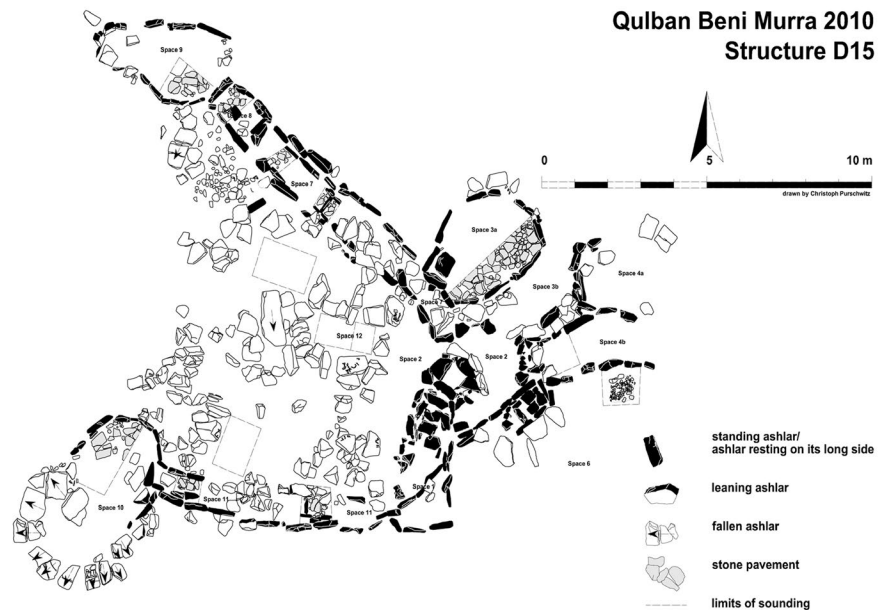 Qulban Beni Murra 2010
Structure D15
0
5
10 m
drawn by Christoph Purschwitz
Space 9
Space 8
Space 7
Space 3a
Space 4a
Space 3b
Space ?
Space 12
Space 4b
Space 2
Space 2
Space 6
Space ?
Space 11
Space 11
Space 10
standing ashlar/
ashlar resting on its long side
leaning ashlar
fallen ashlar
stone pavement
limits of sounding